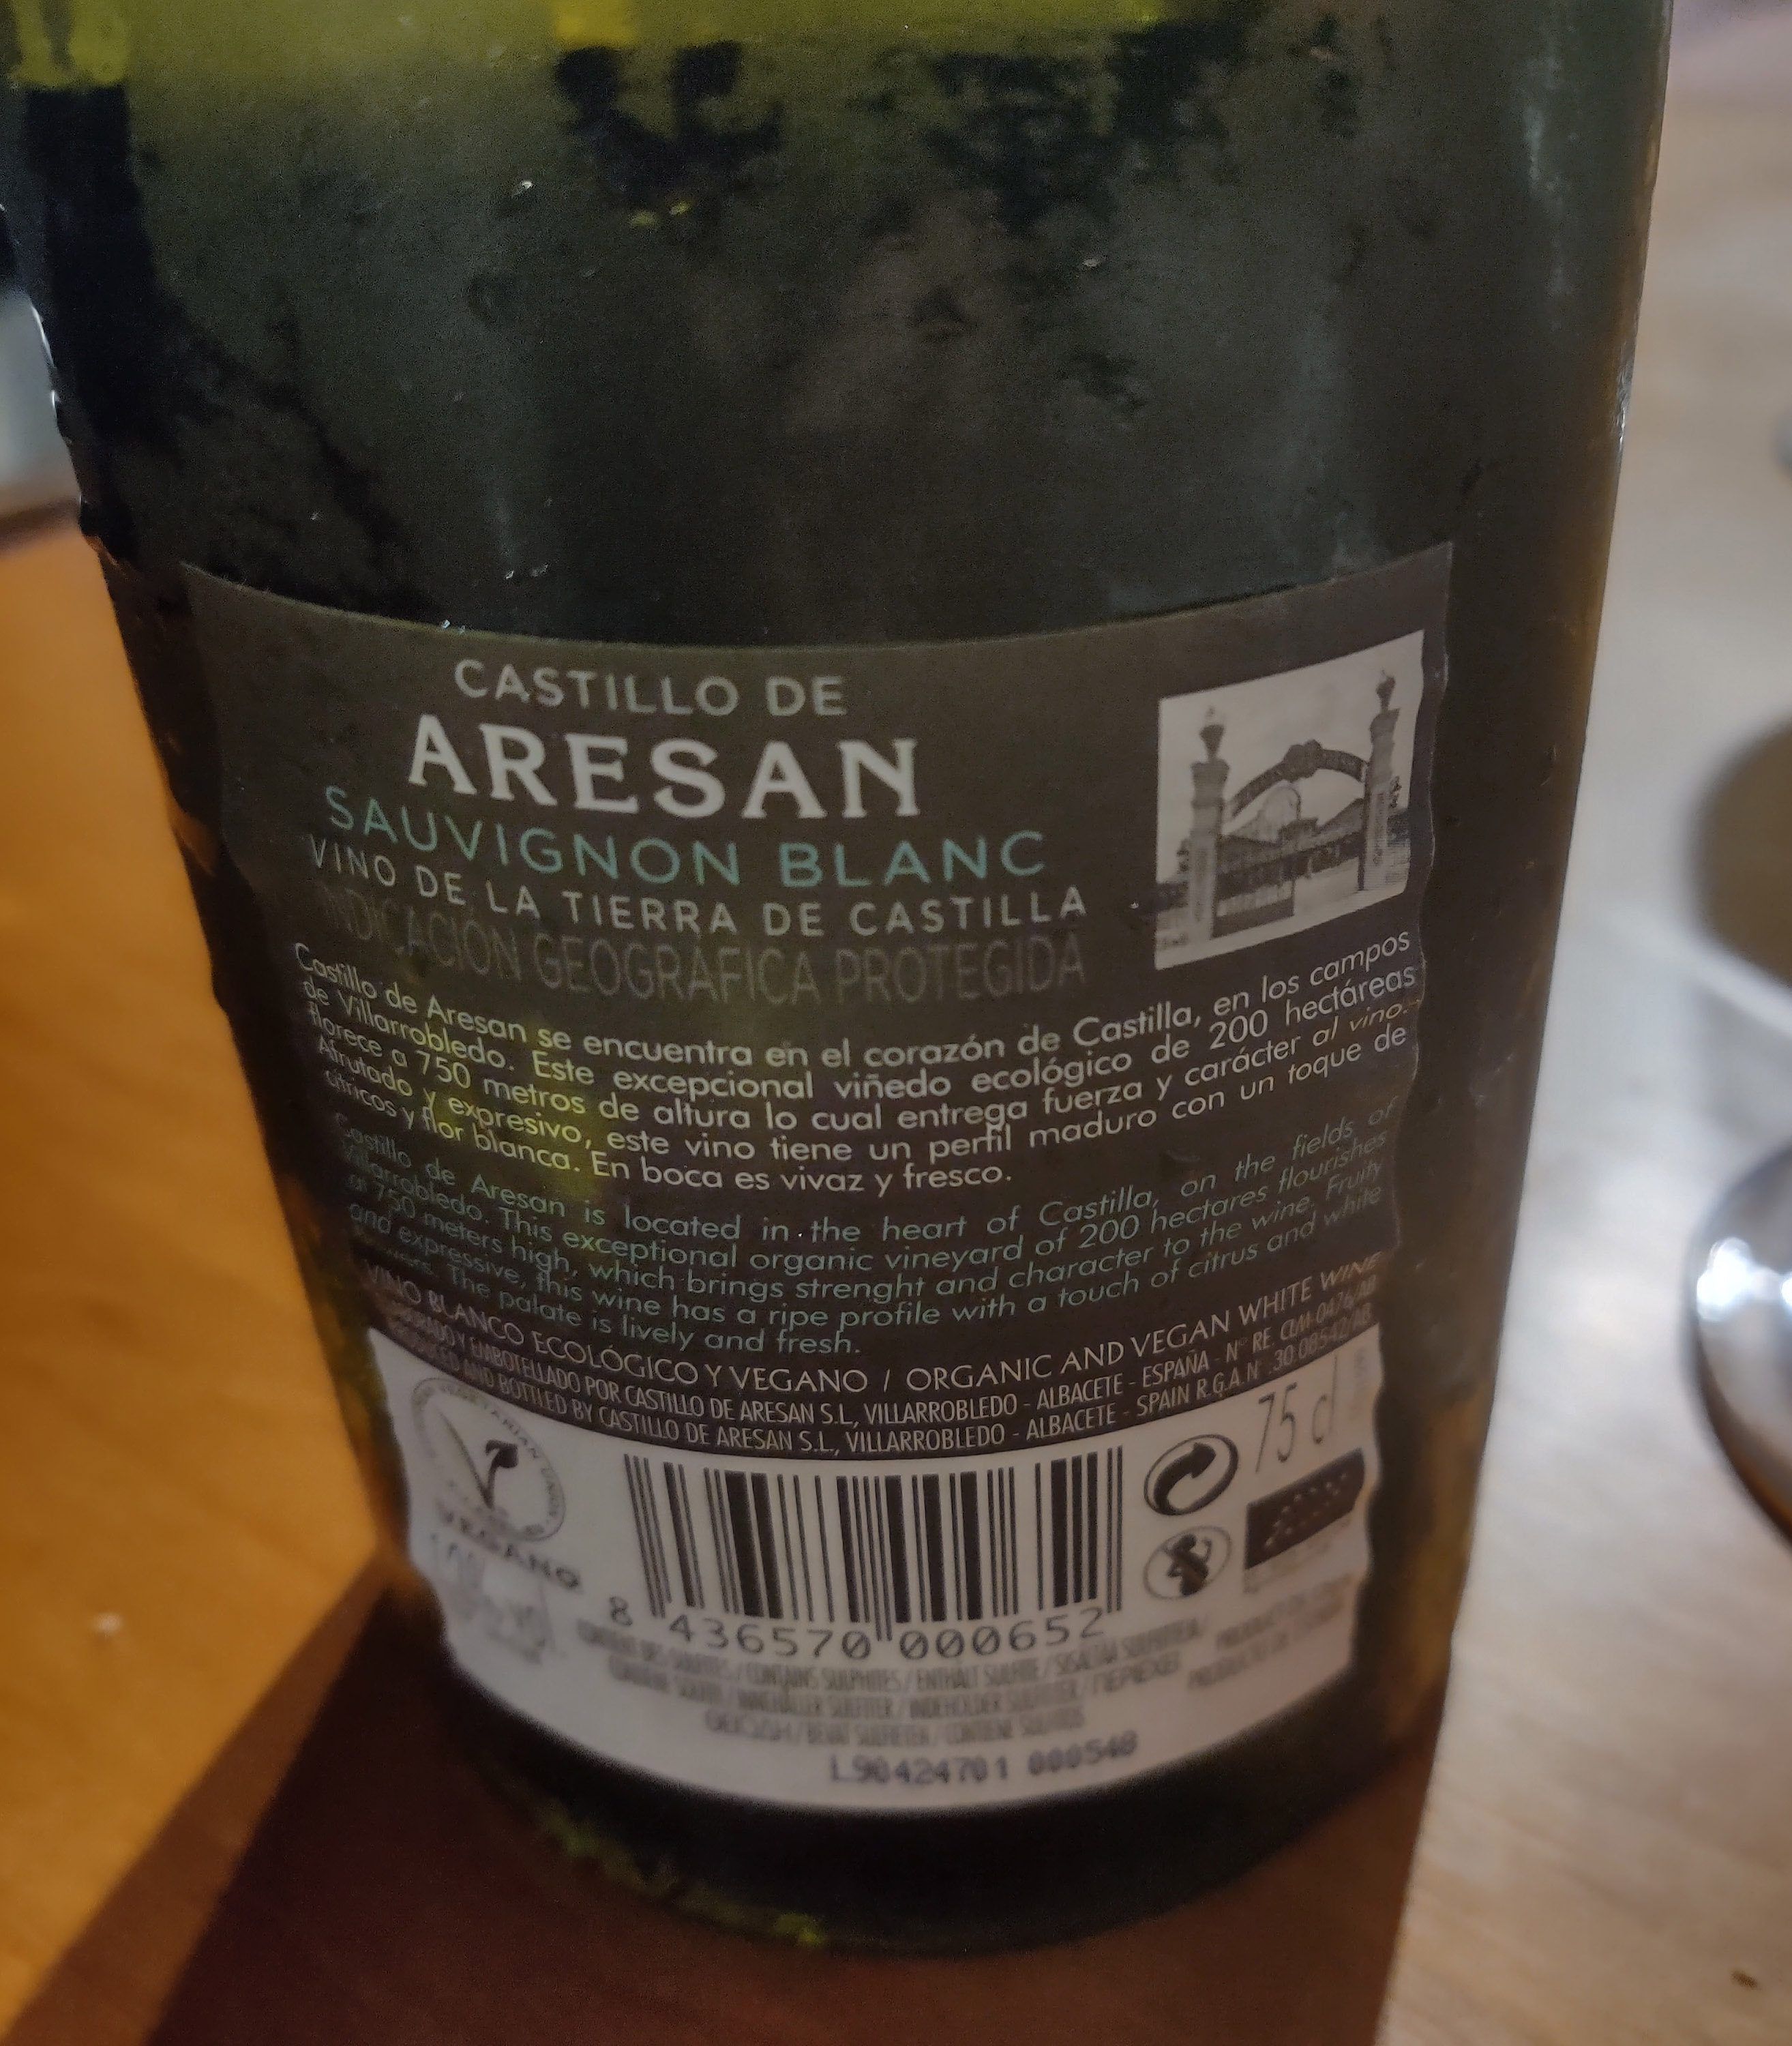 CASTILLO DE
ARESAN
SAUVIGNON BLANC
VINO DE LA TIERRA DE CASTILLA
INDICACIÓN GEOGRÁFICA PROTEGIDA
Castillo de Aresan se encuentra en el corazón de Castilla, en los campos
de Villarrobledo. Este excepcional viñedo ecológico de 200 hectáreas
florece a 750 metros de altura lo cual entrega fuerza y carácter al vino.
Afrutado y expresivo, este vino tiene un perfil maduro con un toque de
cítricos y flor blanca. En boca es vivaz y fresco.
Castillo de Aresan is located in the heart of Castilla, on the fields of
Villarrobledo. This exceptional organic vineyard of 200 hectares flourishes
at 750 meters high, which brings strenght and character to the wine. Fruity
and expressive, this wine has a ripe profile with a touch of citrus and white
The palate is lively and fresh.
VINO BLANCO ECOLÓGICO Y VEGANO / ORGANIC AND VEGAN WHITE WINE
Y EMBOTELLADO POR CASTILLO DE ARESAN S.L, VILLARROBLEDO - ALBACETE - ESPAÑA - Nº RE. CLM-0476/AB
AND BOTTLED BY CASTILLO DE ARESAN S.L, VILLARROBLEDO - ALBACETE - SPAIN R.G.A.Nº.30.08542/AB
VEGETARIAN UNION
VEGANO
75 cl
8 436570 000652
/ CONTAINS SULPHITES / ENTHÄLT SULFITE /
L90424701 000548